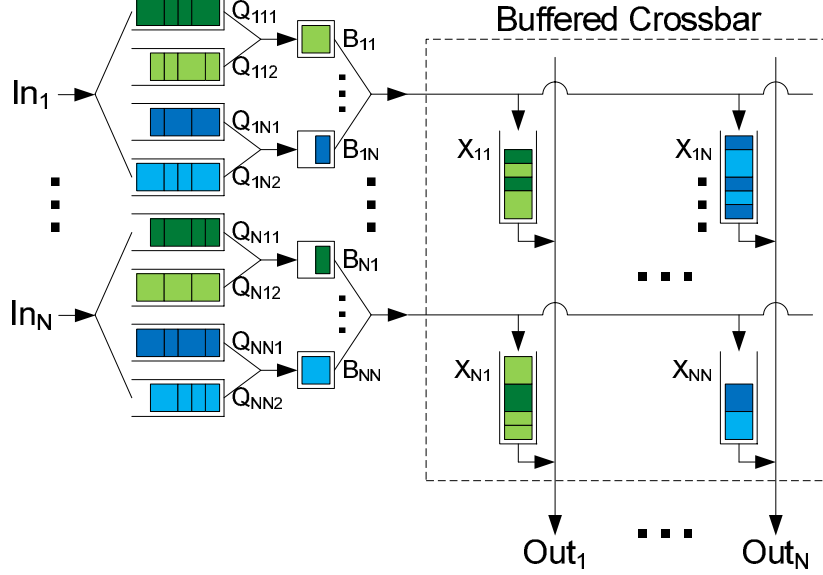 Buffered Crossbar
Q111
B11
Q112
In1
Q1N1
B1N
Q1N2
X11
X1N
QN11
BN1
QN12
InN
QNN1
BNN
QNN2
XN1
XNN
Out1
OutN